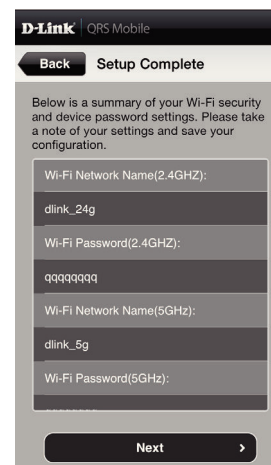 D-Link QRS Mobile
Back Setup Complete
Below is a summary of your Wi-Fi security
and device password settings. Please take
a note of your settings and save your
configuration.
Wi-Fi Network Name(2.4GHZ):
dlink_24g
Wi-Fi Password(2.4GHZ):
qqqqqqqq
Wi-Fi Network Name(5GHz):
dlink_5g
Wi-Fi Password(5GHz):
Next